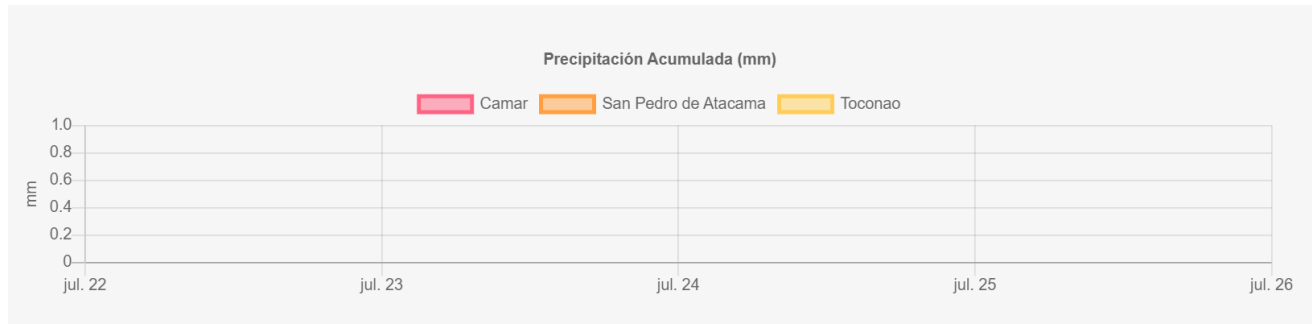 Precipitación Acumulada (mm)
Camar San Pedro de Atacama Toconao
1.0
0.8
0.6
0.4
0.2
0
mm
jul. 22 jul. 23 jul. 24 jul. 25 jul. 26